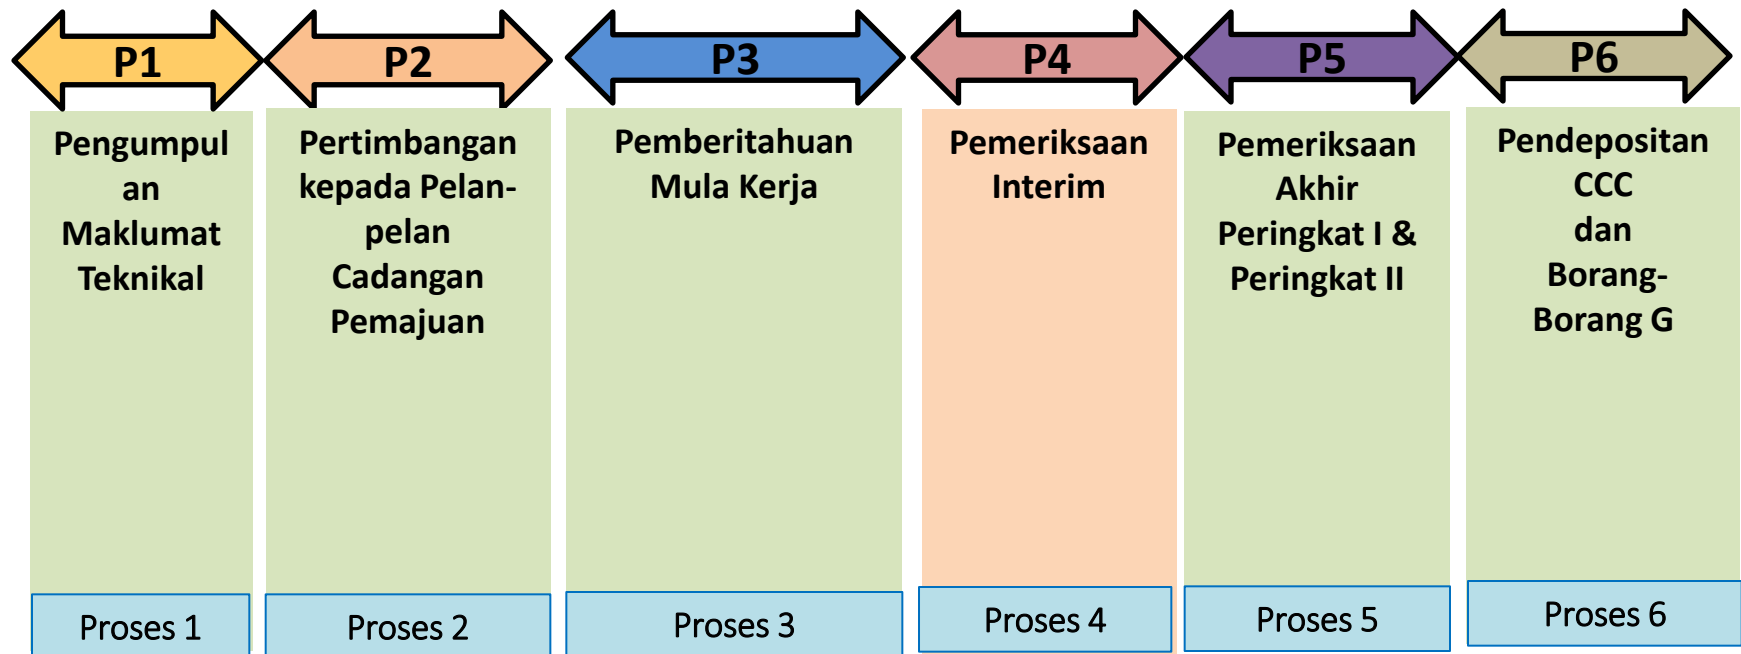 P1
Pengumpul
an
Maklumat
Teknikal
Proses 1
P2
Pertimbangan
kepada Pelan-
pelan
Cadangan
Pemajuan
Proses 2
P3
Pemberitahuan
Mula Kerja
Proses 3
P4
Pemeriksaan
Interim
Proses 4
P5
Pemeriksaan
Akhir
Peringkat I &
Peringkat II
Proses 5
P6
Pendepositan
CCC
dan
Borang-
Borang G
Proses 6